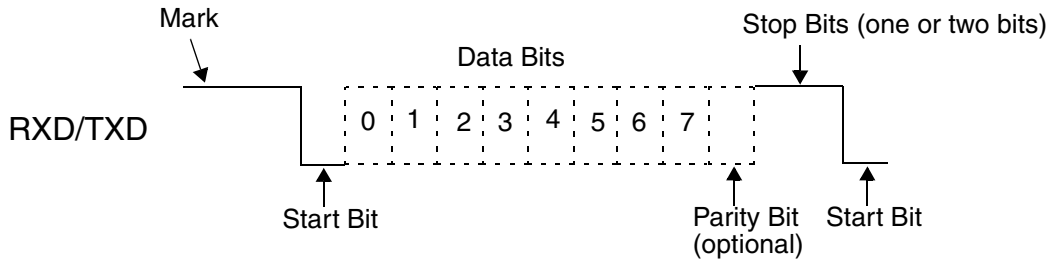 Mark
Stop Bits (one or two bits)
Data Bits
RXD/TXD
0 1 2 3 4 5 6 7
Start Bit
Parity Bit
(optional)
Start Bit